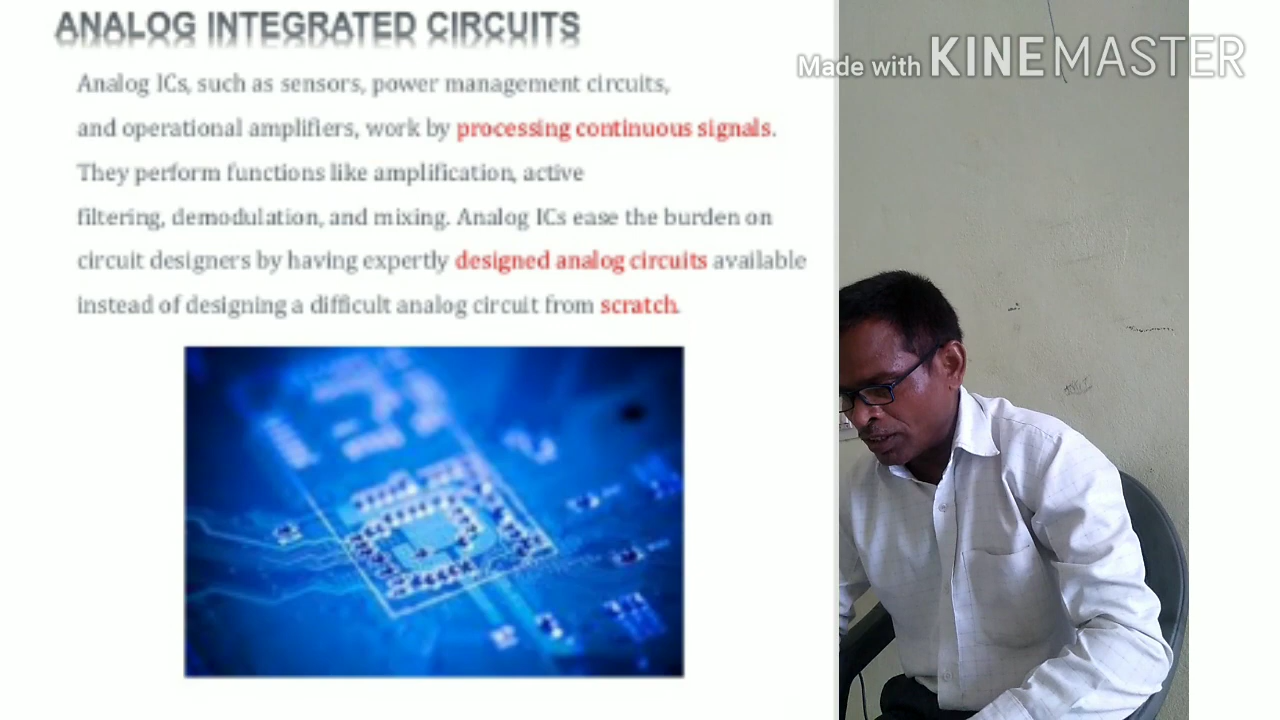 ANALOG INTEGRATED CIRCUITS
Made with KINEMASTER
Analog ICs, such as sensors, power management circuits,
and operational amplifiers, work by processing continuous signals.
They perform functions like amplification, active
filtering, demodulation, and mixing. Analog ICs ease the burden on
circuit designers by having expertly designed analog circuits available
instead of designing a difficult analog circuit from scratch.